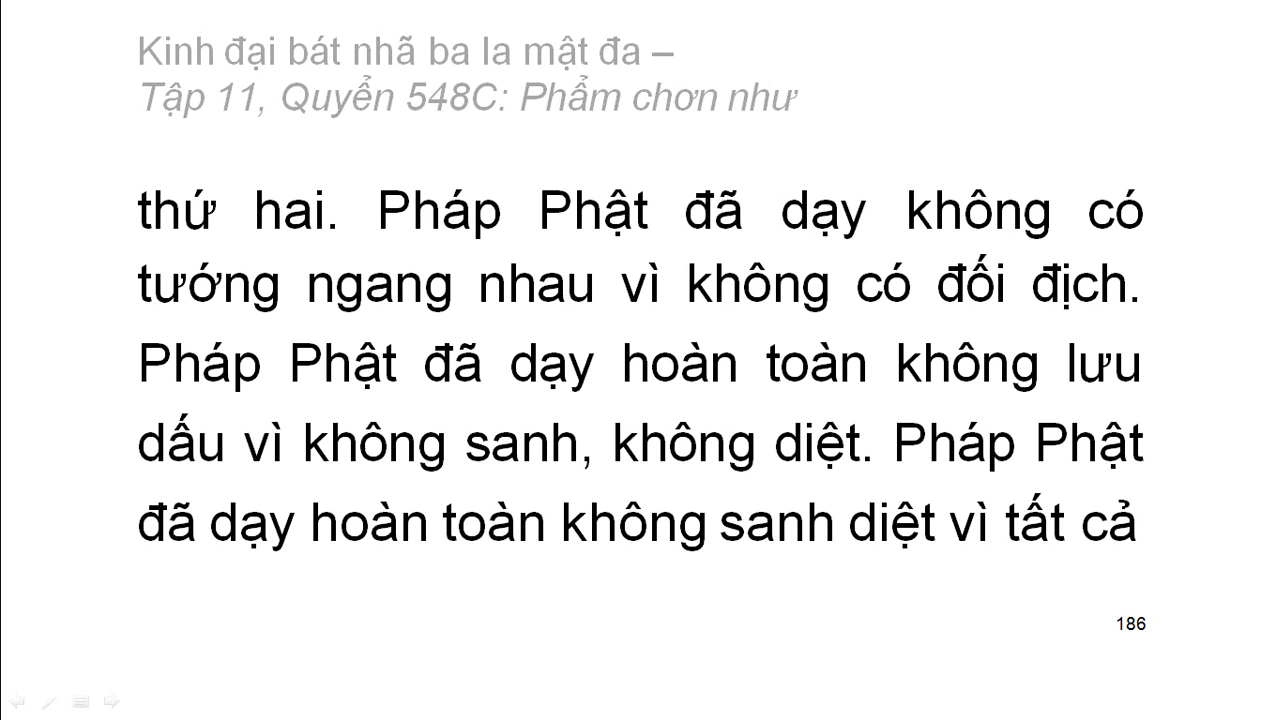 Kinh đại bát nhã ba la mật đa –
Tập 11, Quyển 548C: Phẩm chơn như
thứ hai. Pháp Phật đã dạy không có
tướng ngang nhau vì không có đối địch.
Pháp Phật đã dạy hoàn toàn không lưu
dấu vì không sanh, không diệt. Pháp Phật
đã dạy hoàn toàn không sanh diệt vì tất cả
186